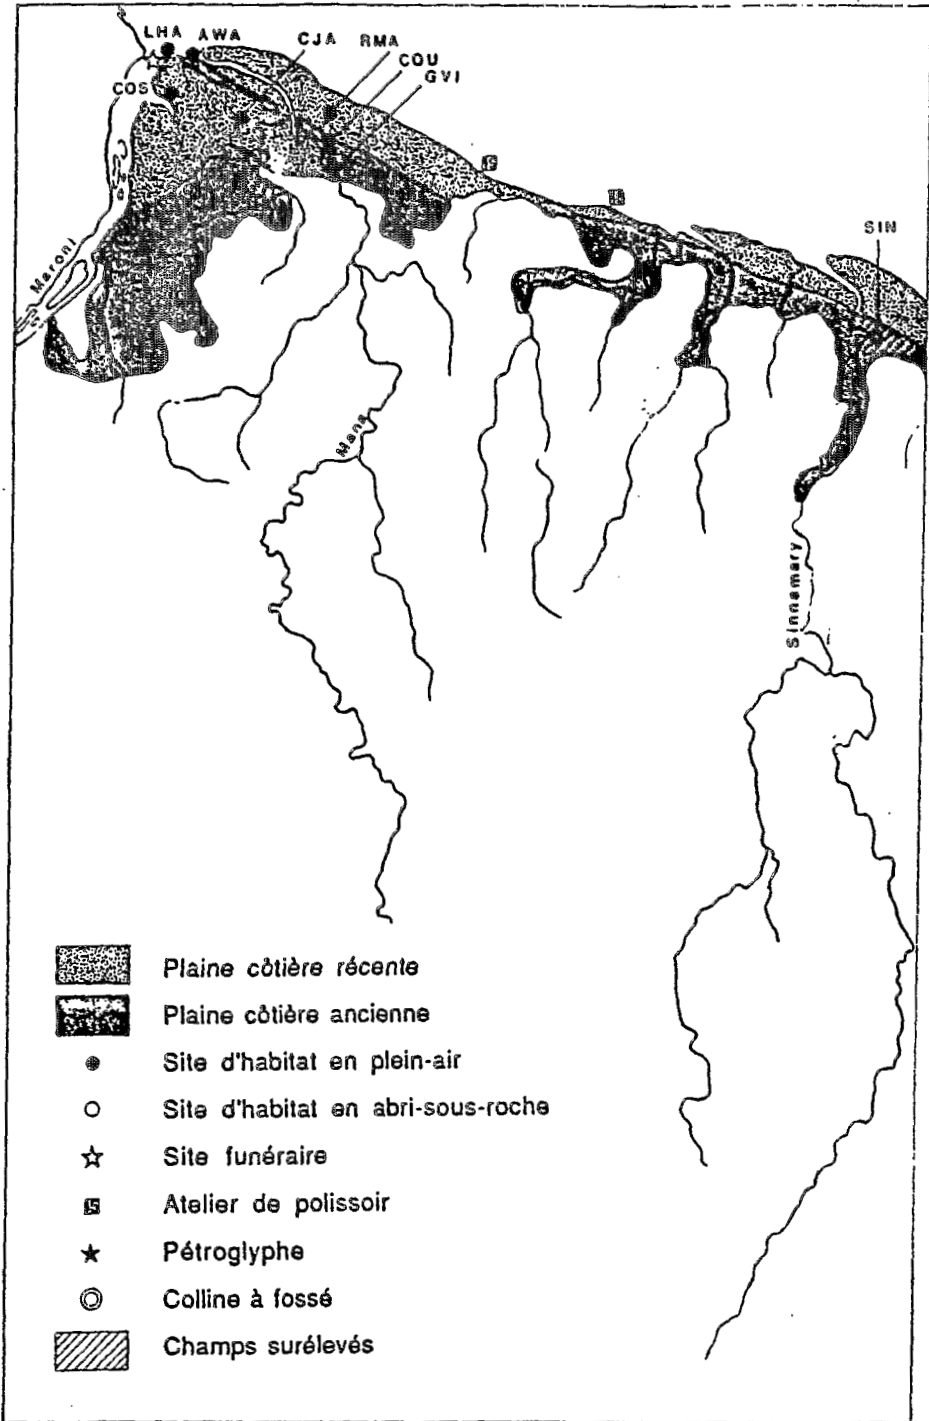 LHA AWA CJA RMA
COU
GVI
COS
SIN
Maroni
Mana
Sinnamary
Plaine côtière récente
Plaine côtière ancienne
Site d'habitat en plein-air
Site d'habitat en abri-sous-roche
Site funéraire
Atelier de polissoir
Pétroglyphe
Colline à fossé
Champs surélevés